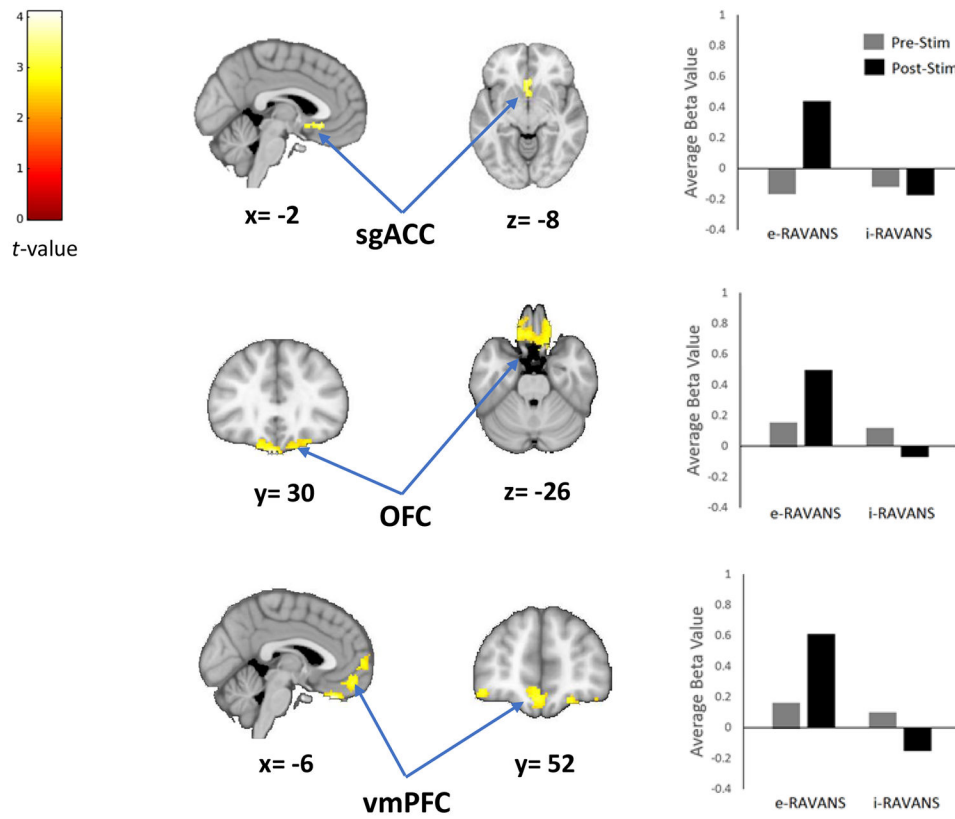 4
3
2
1
0
t-value
x= -2
z= -8
sgACC
1
0.8
0.6
0.4
0.2
0
-0.2
-0.4
Average Beta Value
Pre-Stim
Post-Stim
e-RAVANS i-RAVANS
y= 30
z= -26
OFC
1
0.8
0.6
0.4
0.2
0
-0.2
-0.4
Average Beta Value
e-RAVANS i-RAVANS
x= -6
y= 52
vmPFC
1
0.8
0.6
0.4
0.2
0
-0.2
-0.4
Average Beta Value
e-RAVANS i-RAVANS